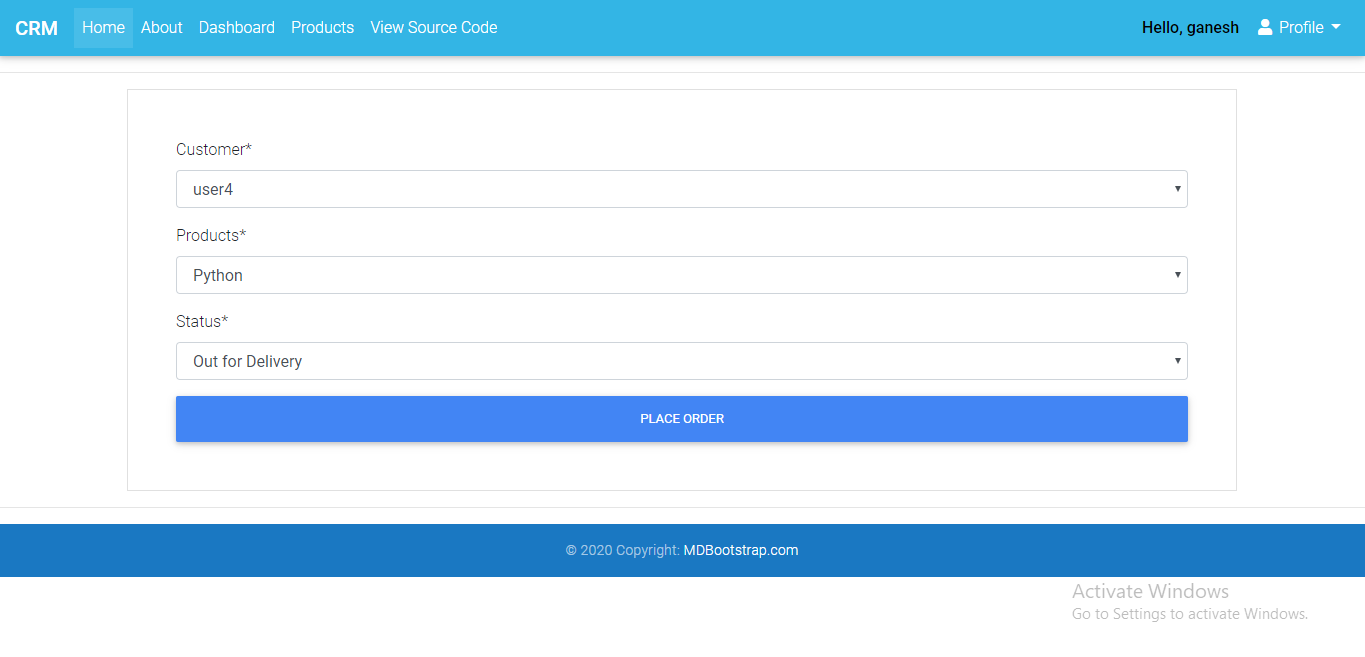 CRM Home About Dashboard Products View Source Code Hello, ganesh Profile
Customer*
user4
Products*
Python
Status*
Out for Delivery
PLACE ORDER
© 2020 Copyright: MDBootstrap.com
Activate Windows
Go to Settings to activate Windows.